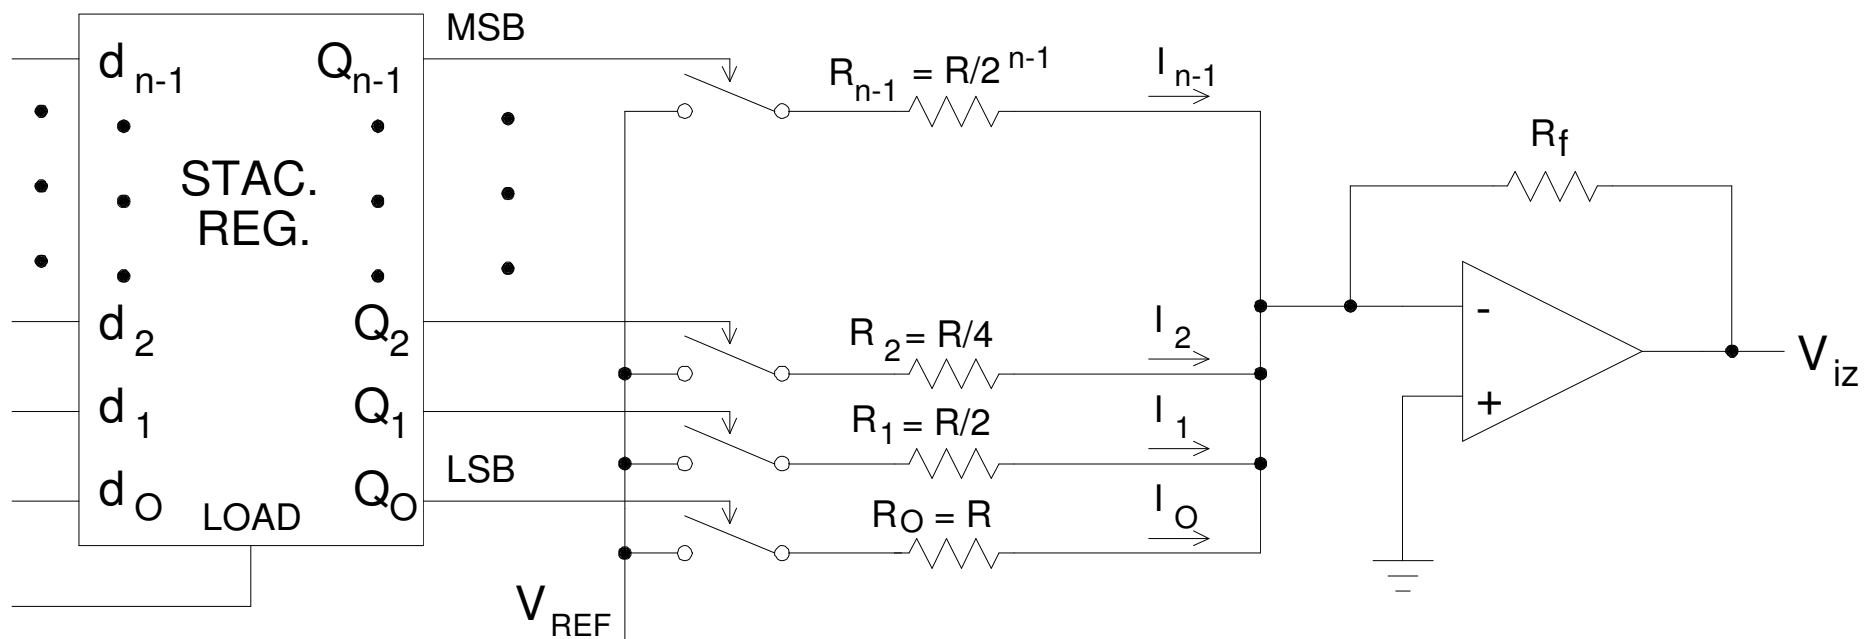 MSB
d n-1
Q n-1
R n-1 = R/2 n-1
I n-1
STAC.
REG.
R f
d 2
Q 2
R 2 = R/4
I 2
-
V iz
d 1
Q 1
R 1 = R/2
I 1
+
LSB
d O
Q O
LOAD
R O = R
I O
V REF